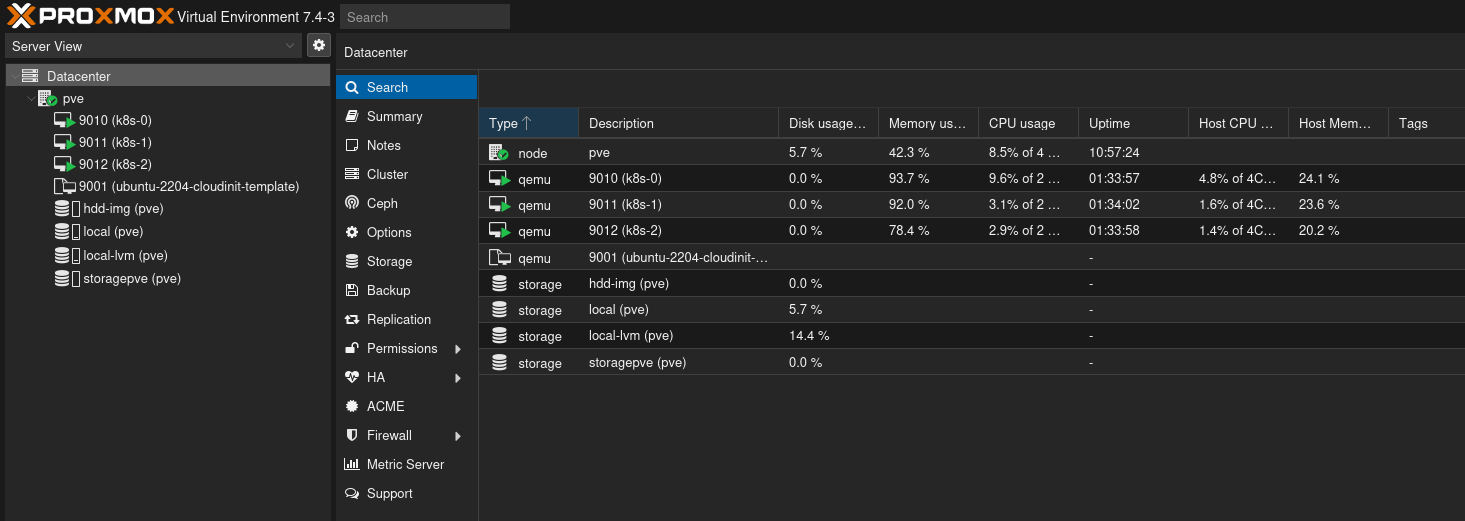 PROXMOX Virtual Environment 7.4-3 Search
Server View
Datacenter
pve
9010 (k8s-0)
9011 (k8s-1)
9012 (k8s-2)
9001 (ubuntu-2204-cloudinit-template)
hdd-img (pve)
local (pve)
local-lvm (pve)
storagepve (pve)
Datacenter
Search
Summary
Notes
Cluster
Ceph
Options
Storage
Backup
Replication
Permissions
HA
ACME
Firewall
Metric Server
Support
Type Description Disk usage... Memory us... CPU usage Uptime Host CPU ... Host Mem... Tags
node pve 5.7 % 42.3 % 8.5% of 4 ... 10:57:24
qemu 9010 (k8s-0) 0.0 % 93.7 % 9.6% of 2 ... 01:33:57 4.8% of 4C... 24.1 %
qemu 9011 (k8s-1) 0.0 % 92.0 % 3.1% of 2 ... 01:34:02 1.6% of 4C... 23.6 %
qemu 9012 (k8s-2) 0.0 % 78.4 % 2.9% of 2 ... 01:33:58 1.4% of 4C... 20.2 %
qemu 9001 (ubuntu-2204-cloudinit-... -
storage hdd-img (pve) 0.0 % -
storage local (pve) 5.7 % -
storage local-lvm (pve) 14.4 % -
storage storagepve (pve) 0.0 % -